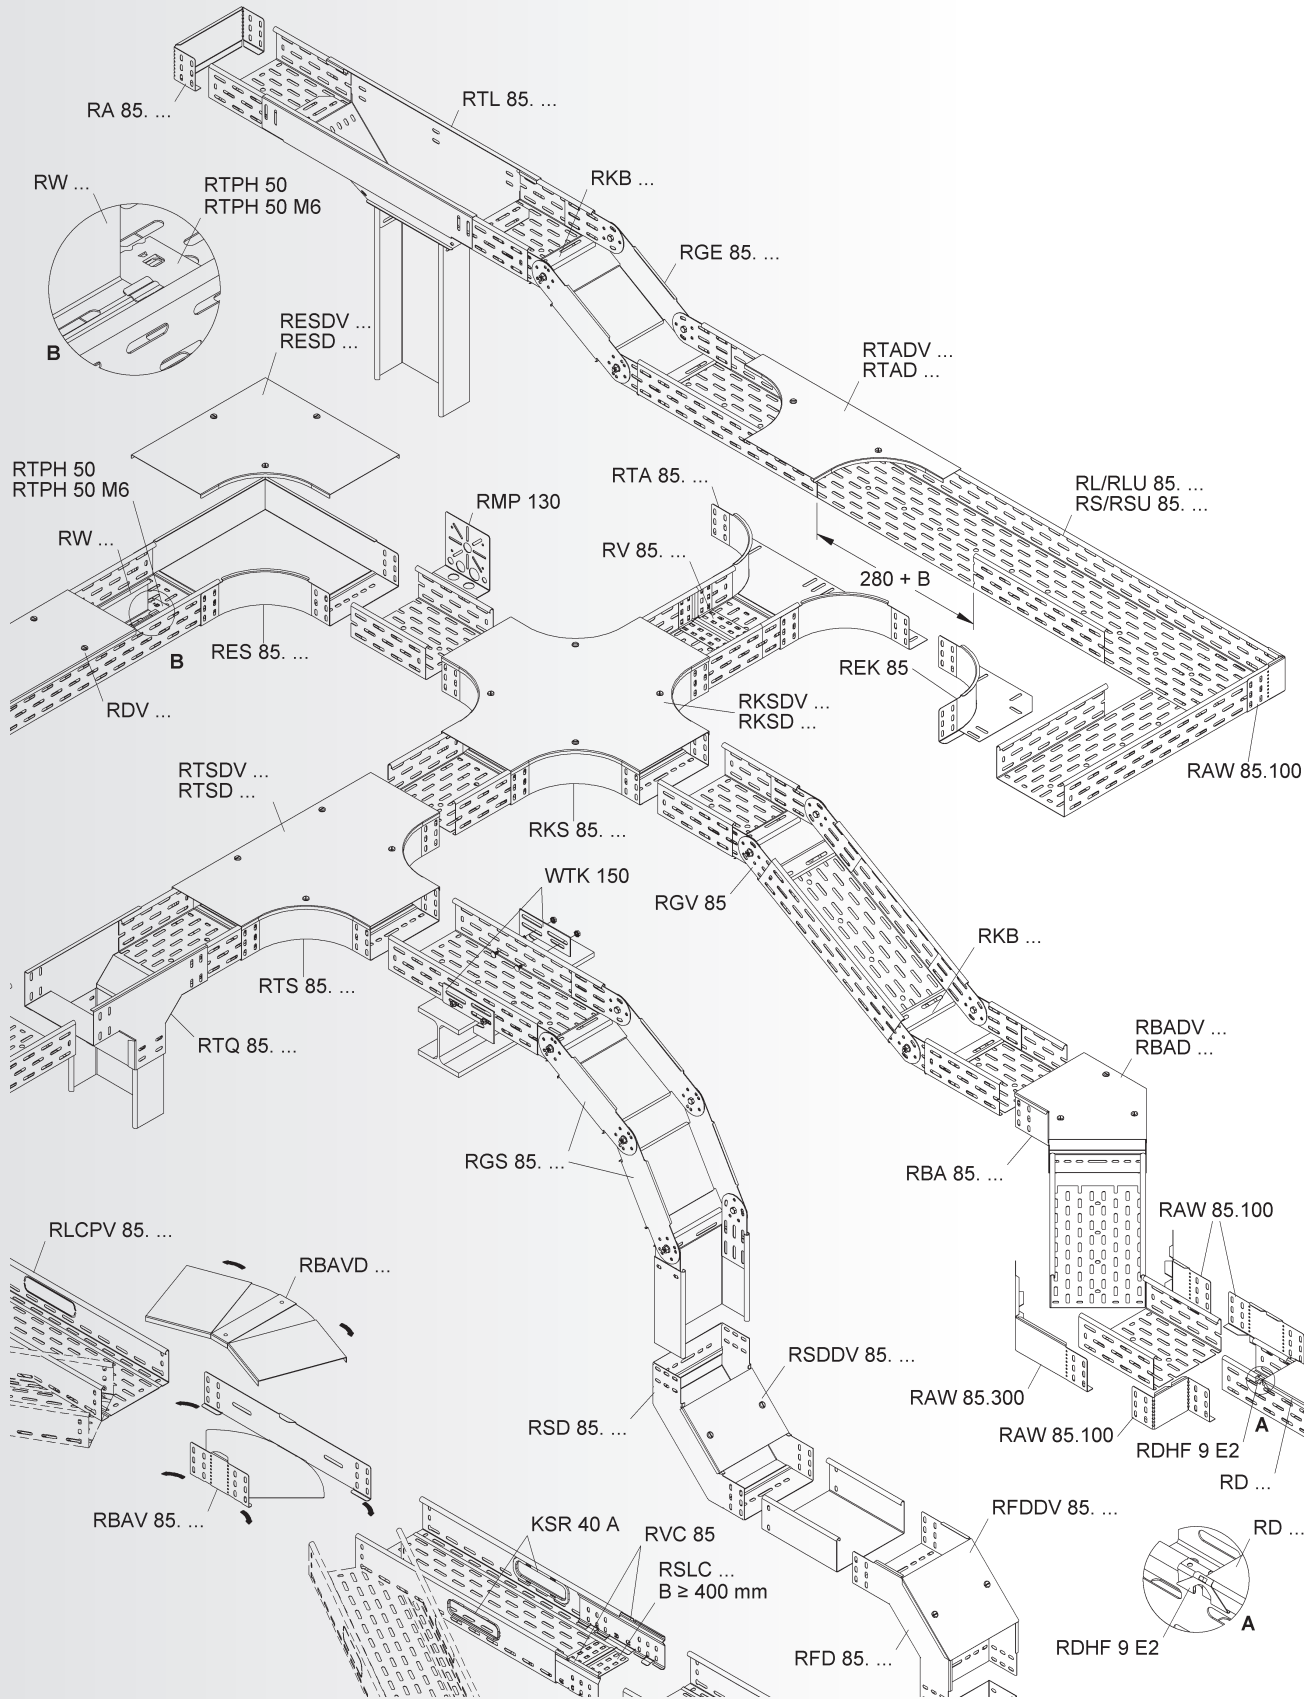 RA 85. ...
RTL 85. ...
RKB ...
RW ...
RTPH 50
RTPH 50 M6
B
RGE 85. ...
RESDV ...
RESD ...
RTADV ...
RTAD ...
RTPH 50
RTPH 50 M6
RW ...
RMP 130
RTA 85. ...
RV 85. ...
RL/RLU 85. ...
RS/RSU 85. ...
280 + B
RES 85. ...
B
RDV ...
REK 85
RKSDV ...
RKSD ...
RAW 85.100
RTSDV ...
RTSD ...
RKS 85. ...
WTK 150
RGV 85
RKB ...
RTS 85. ...
RTQ 85. ...
RBADV ...
RBAD ...
RGS 85. ...
RBA 85. ...
RAW 85.100
RLCPV 85. ...
RBAVD ...
RSDDV 85. ...
RAW 85.300
RSD 85. ...
RAW 85.100
A
RDHF 9 E2
RD ...
RBAV 85. ...
KSR 40 A
RVC 85
RSLC ...
B ≥ 400 mm
RFDDV 85. ...
RD ...
A
RDHF 9 E2
RFD 85. ...